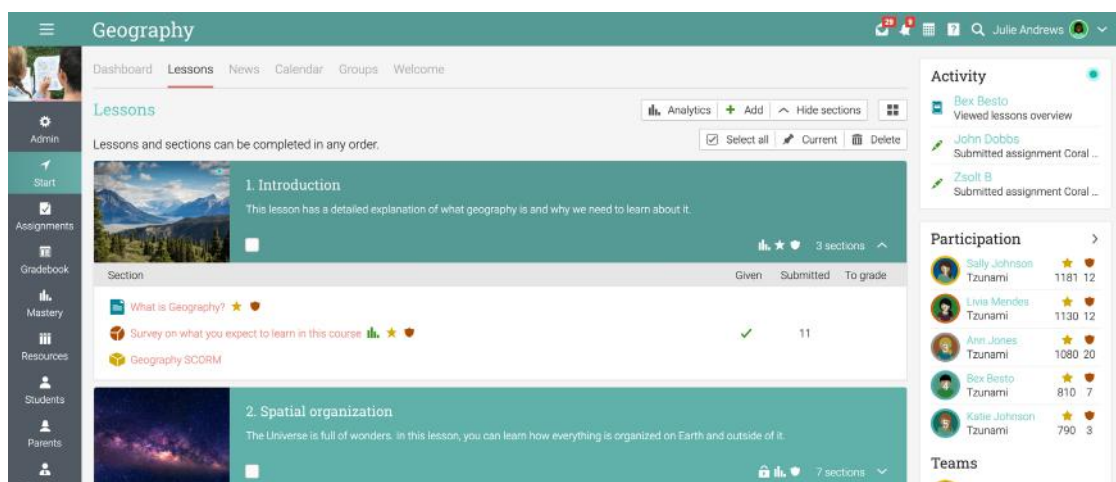 Geography
29
9
Julie Andrews
Admin
Start
Assignments
Gradebook
Mastery
Resources
Students
Parents
Dashboard Lessons News Calendar Groups Welcome
Lessons
Analytics Add Hide sections
Lessons and sections can be completed in any order.
Select all Current Delete
1. Introduction
This lesson has a detailed explanation of what geography is and why we need to learn about it.
3 sections
Section Given Submitted To grade
What is Geography?
Survey on what you expect to learn in this course 11
Geography SCORM
2. Spatial organization
The Universe is full of wonders. In this lesson, you can learn how everything is organized on Earth and outside of it.
7 sections
Activity
Bex Besto
Viewed lessons overview
John Dobbs
Submitted assignment Coral ...
Zsolt B
Submitted assignment Coral ...
Participation
Sally Johnson
Tzunami 1181 12
Livia Mendes
Tzunami 1130 12
Ann Jones
Tzunami 1080 20
Bex Besto
Tzunami 810 7
Katie Johnson
Tzunami 790 3
Teams